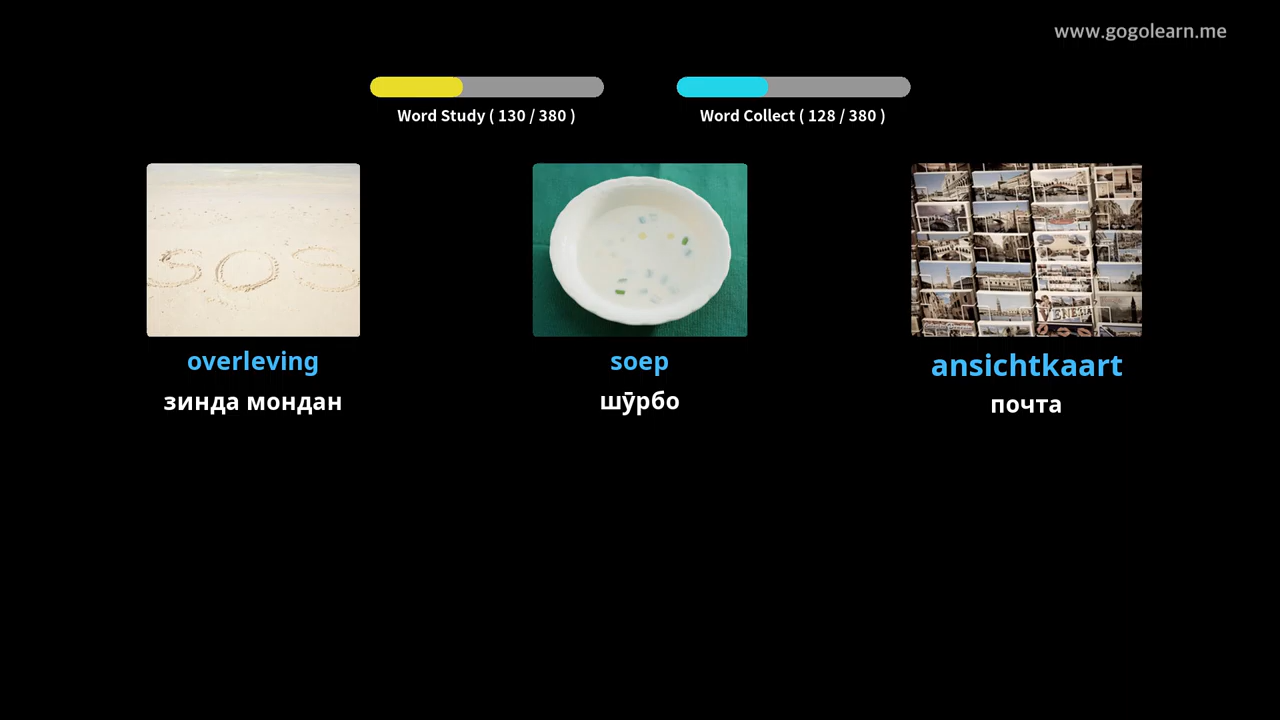 www.gogolearn.me
Word Study ( 130 / 380 )
Word Collect ( 128 / 380 )
SOS
VENEZIA
overleving
soep
ansichtkaart
зинда мондан
шӯрбо
почта